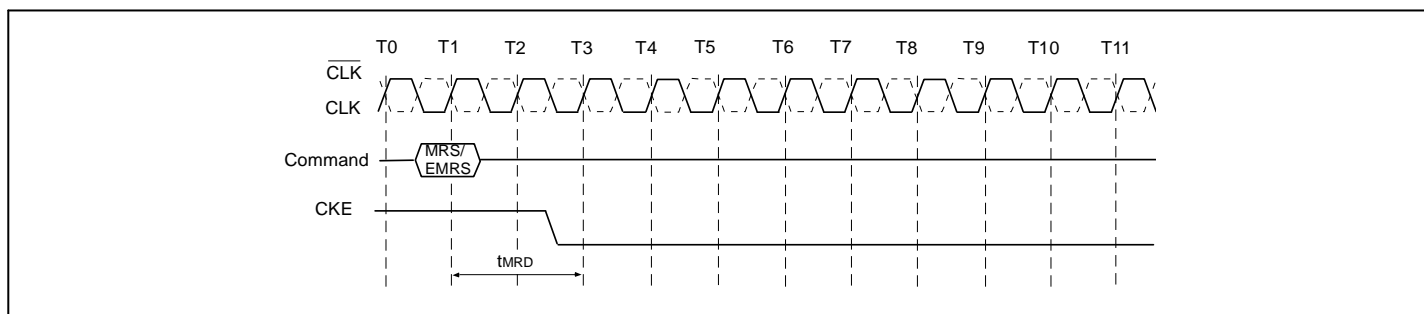 T0 T1 T2 T3 T4 T5 T6 T7 T8 T9 T10 T11
CLK
CLK
Command
MRS/
EMRS
CKE
tMRD